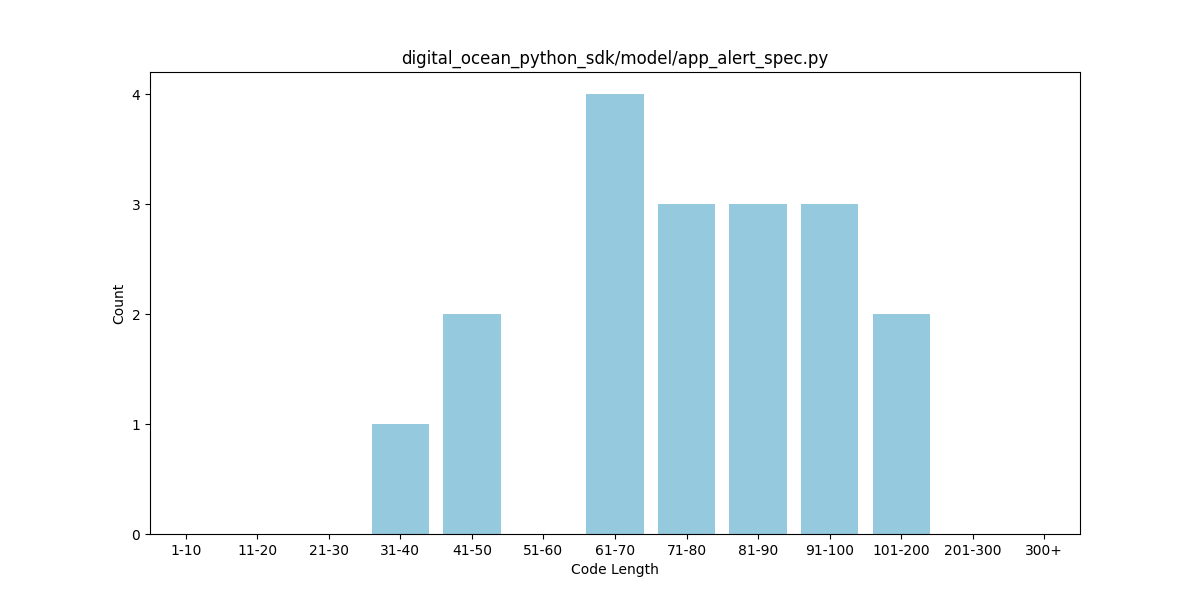 digital_ocean_python_sdk/model/app_alert_spec.py
4
3
2
1
0
Count
1-10 11-20 21-30 31-40 41-50 51-60 61-70 71-80 81-90 91-100 101-200 201-300 300+
Code Length